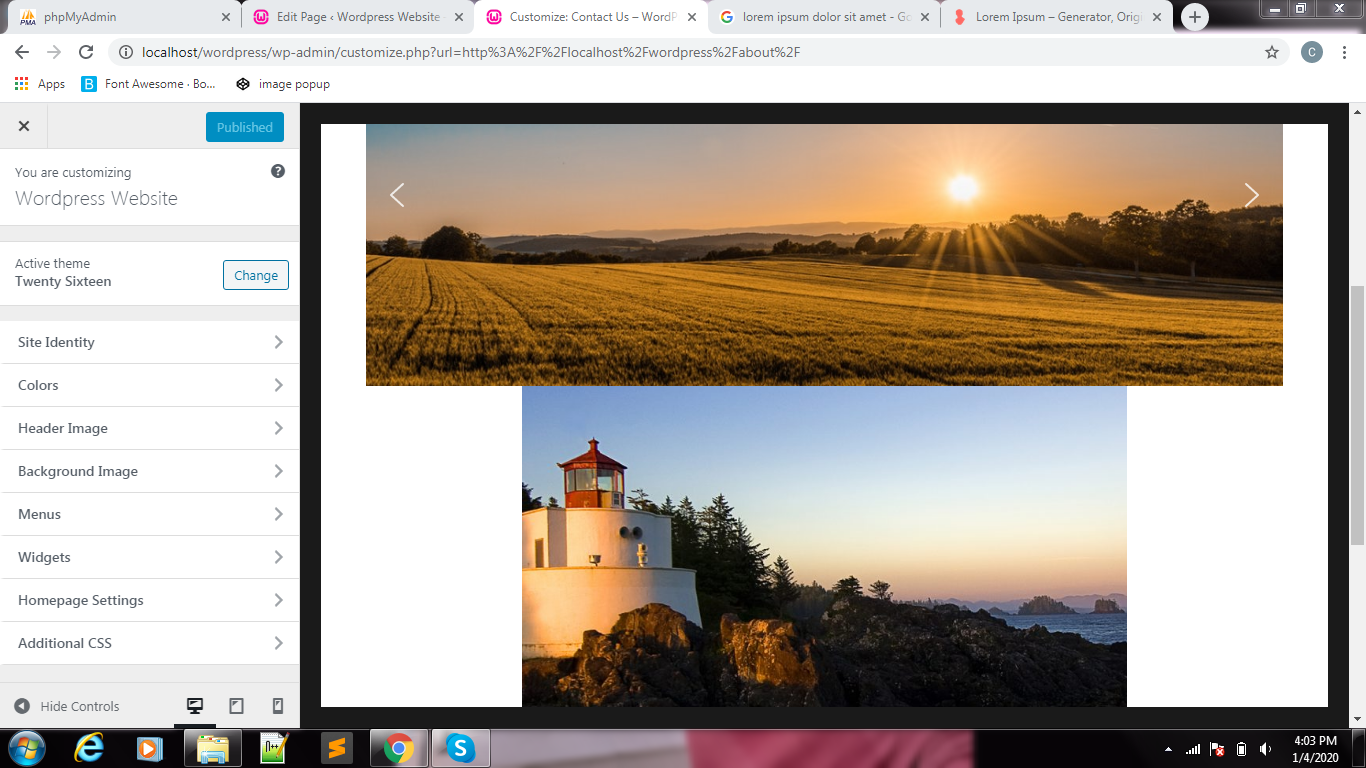 phpMyAdmin
Edit Page ‹ Wordpress Website
Customize: Contact Us – WordP
lorem ipsum dolor sit amet - Go
Lorem Ipsum – Generator, Origi
localhost/wordpress/wp-admin/customize.php?url=http%3A%2F%2Flocalhost%2Fwordpress%2Fabout%2F
C
Apps
B Font Awesome · Bo...
image popup
Published
You are customizing
Wordpress Website
Active theme
Twenty Sixteen
Change
Site Identity
Colors
Header Image
Background Image
Menus
Widgets
Homepage Settings
Additional CSS
Hide Controls
4:03 PM
1/4/2020